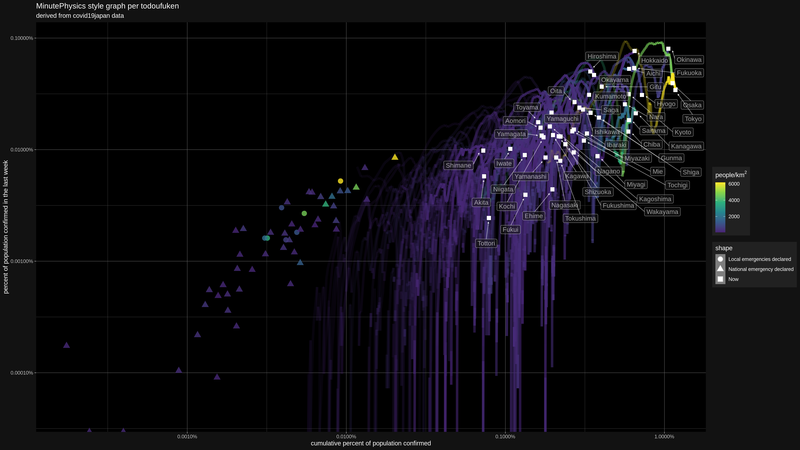 MinutePhysics style graph per todoufuken
derived from covid19japan data
percent of population confirmed in the last week
0.10000%
0.01000%
0.00100%
0.00010%
Hiroshima
Hokkaido
Okinawa
Aichi
Fukuoka
Okayama
Gifu
Oita
Kumamoto
Hyogo
Osaka
Toyama
Saga
Nara
Tokyo
Aomori
Yamaguchi
Yamagata
Ishikawa
Saitama
Kyoto
Ibaraki
Chiba
Kanagawa
Shimane
Iwate
Nagano
Miyazaki
Gunma
Mie
Shiga
Yamanashi
Kagawa
Miyagi
Tochigi
Niigata
Shizuoka
Kagoshima
Akita
Kochi
Nagasaki
Fukushima
Wakayama
Ehime
Tokushima
Fukui
Tottori
0.0010%
0.0100%
0.1000%
1.0000%
cumulative percent of population confirmed
people/km²
6000
4000
2000
shape
Local emergencies declared
National emergency declared
Now